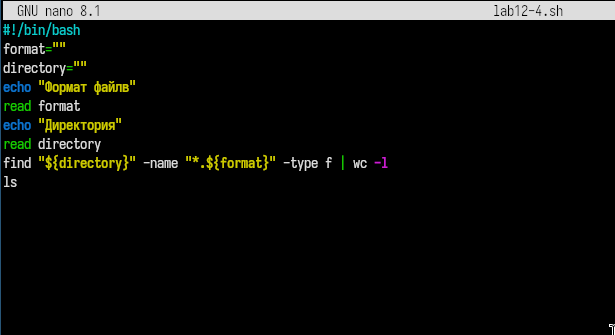 GNU nano 8.1 lab12-4.sh
#!/bin/bash
format=""
directory=""
echo "Формат файлв"
read format
echo "Директория"
read directory
find "${directory}" -name "*.${format}" -type f | wc -l
ls